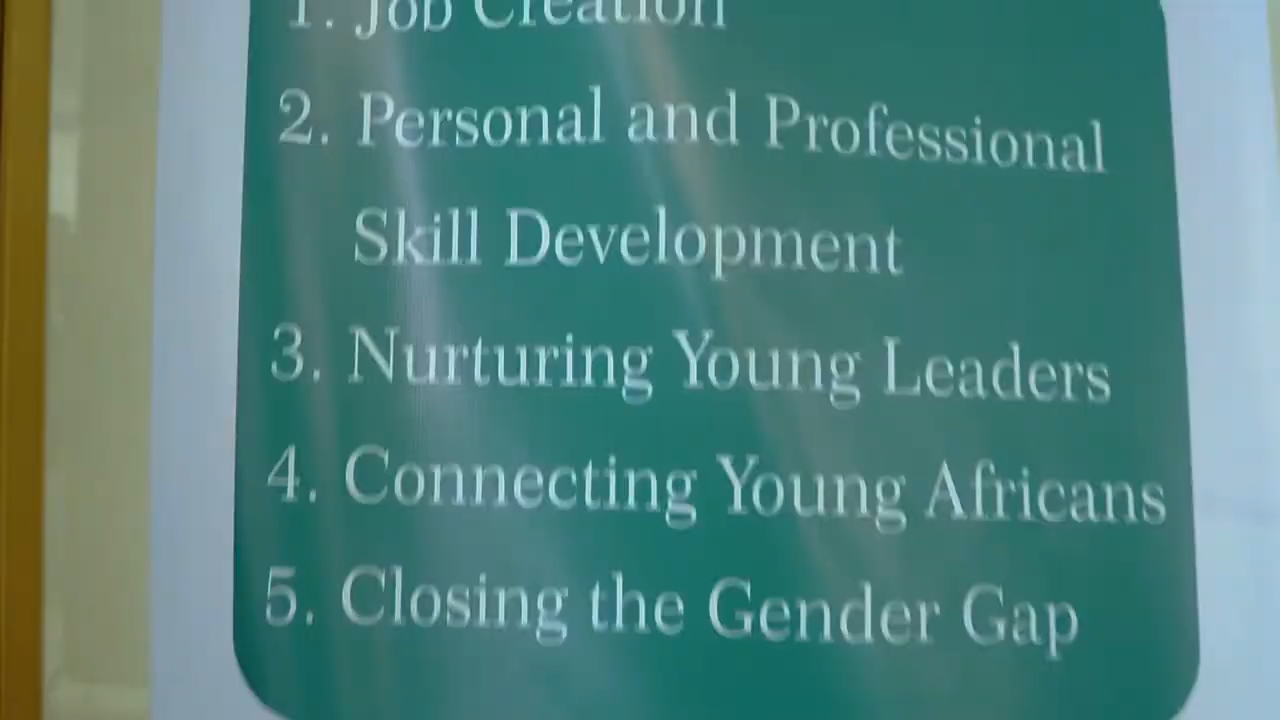 1. Job Creation
2. Personal and Professional
Skill Development
3. Nurturing Young Leaders
4. Connecting Young Africans
5. Closing the Gender Gap